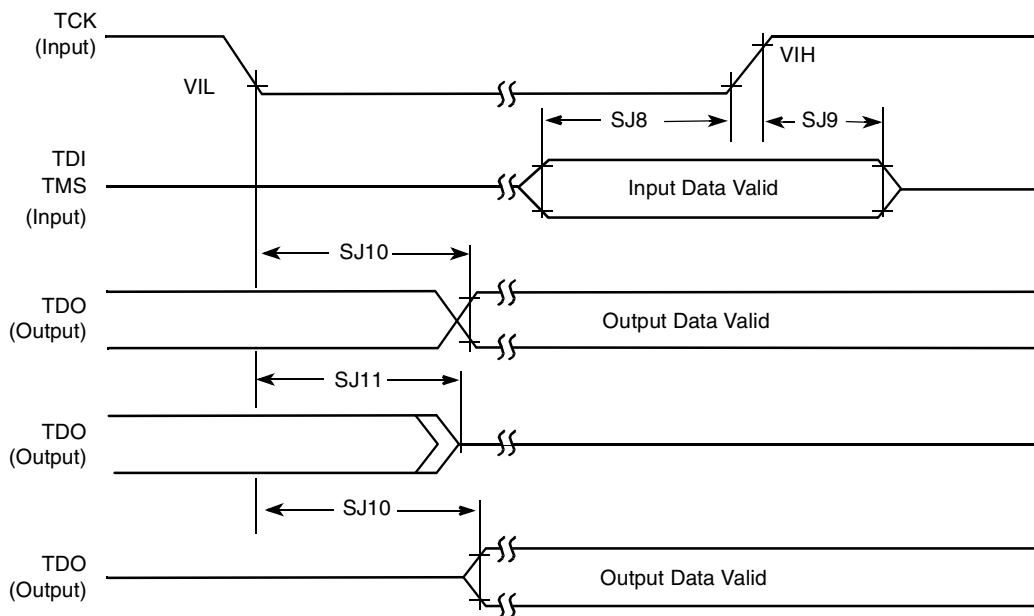 TCK
(Input)
VIH
VIL
SJ8
SJ9
TDI
TMS
(Input)
Input Data Valid
SJ10
TDO
(Output)
Output Data Valid
SJ11
TDO
(Output)
SJ10
TDO
(Output)
Output Data Valid